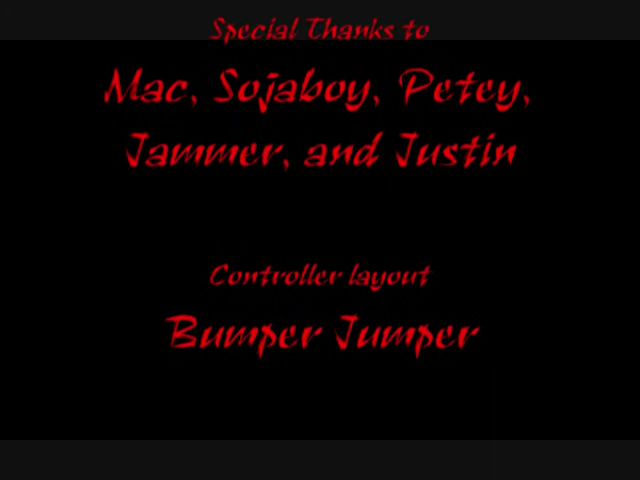 Special Thanks to
Mac, Sojaboy, Petey,
Jammer, and Justin
Controller layout
Bumper Jumper